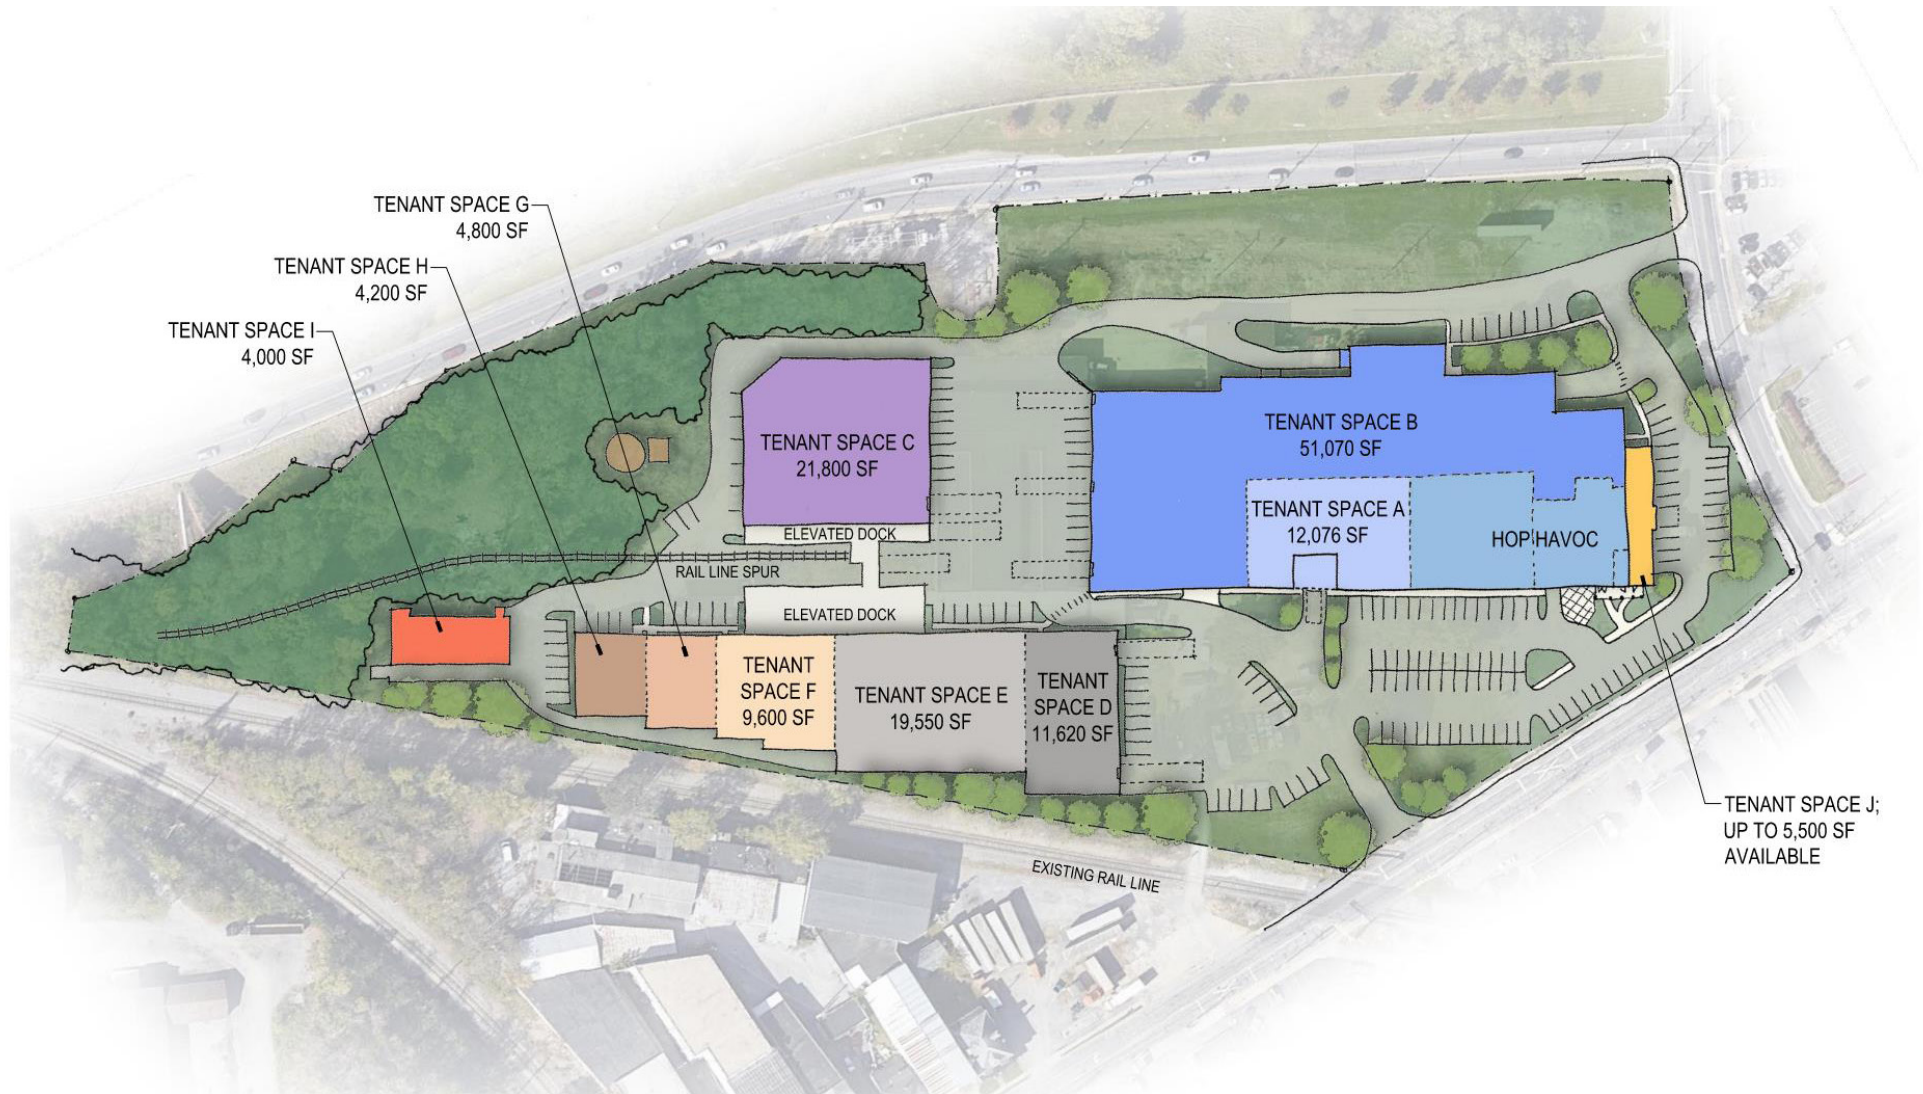 TENANT SPACE G
4,800 SF
TENANT SPACE H
4,200 SF
TENANT SPACE I
4,000 SF
TENANT SPACE C
21,800 SF
ELEVATED DOCK
RAIL LINE SPUR
ELEVATED DOCK
TENANT SPACE B
51,070 SF
TENANT SPACE A
12,076 SF
HOP HAVOC
TENANT
SPACE F
9,600 SF
TENANT SPACE E
19,550 SF
TENANT
SPACE D
11,620 SF
TENANT SPACE J;
UP TO 5,500 SF
AVAILABLE
EXISTING RAIL LINE